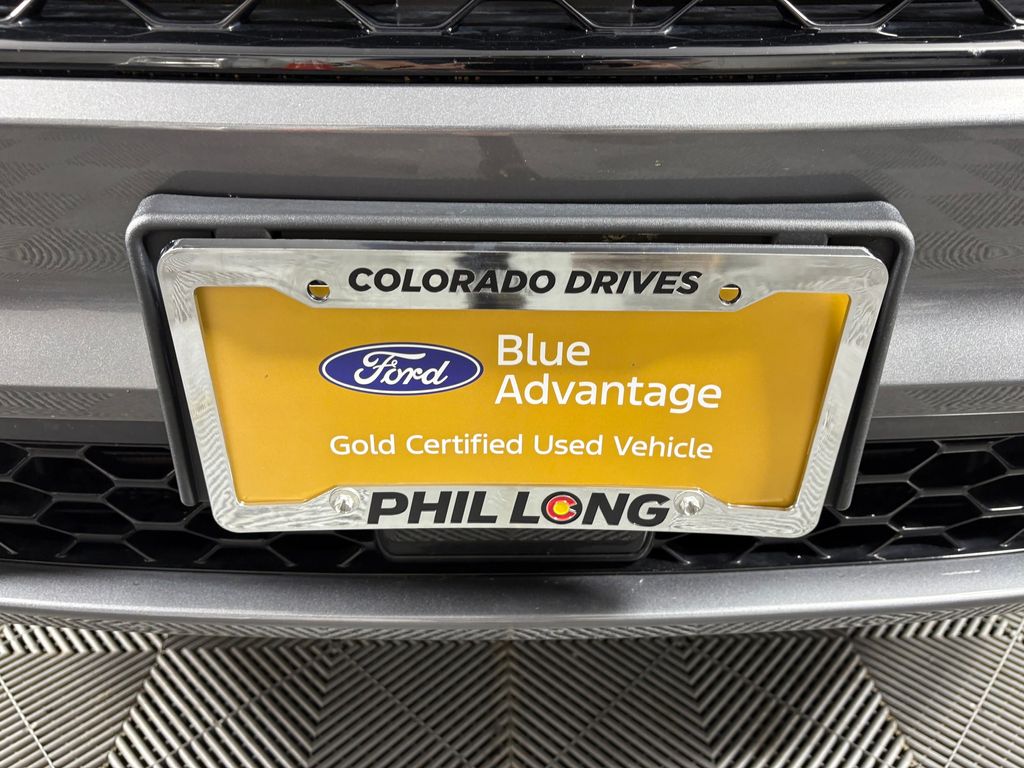 COLORADO DRIVES
Ford
Blue
Advantage
Gold Certified Used Vehicle
PHIL LONG